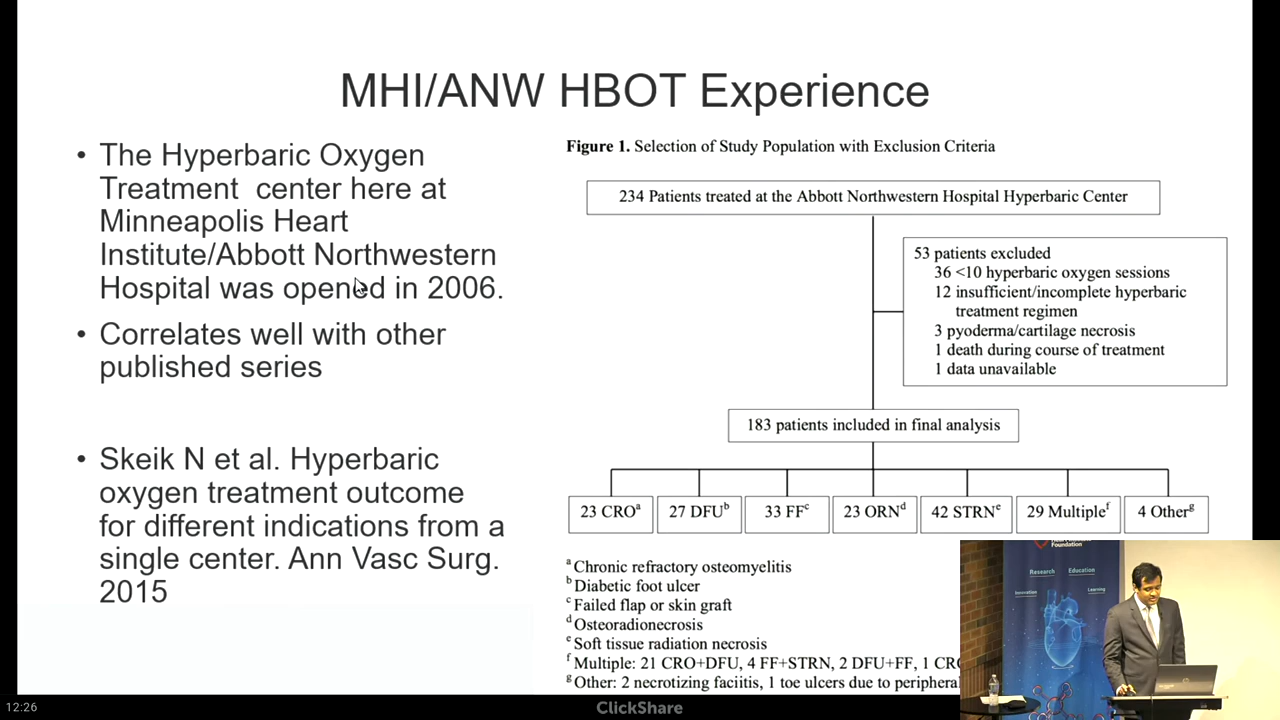 MHI/ANW HBOT Experience
• The Hyperbaric Oxygen
Treatment center here at
Minneapolis Heart
Institute/Abbott Northwestern
Hospital was opened in 2006.
• Correlates well with other
published series
• Skeik N et al. Hyperbaric
oxygen treatment outcome
for different indications from a
single center. Ann Vasc Surg.
2015
Figure 1. Selection of Study Population with Exclusion Criteria
234 Patients treated at the Abbott Northwestern Hospital Hyperbaric Center
53 patients excluded
36 <10 hyperbaric oxygen sessions
12 insufficient/incomplete hyperbaric
treatment regimen
3 pyoderma/cartilage necrosis
1 death during course of treatment
1 data unavailable
183 patients included in final analysis
23 CROᵃ 27 DFUᵇ 33 FFᶜ 23 ORNᵈ 42 STRNᵉ 29 Multipleᶠ 4 Otherᵍ
ᵃ Chronic refractory osteomyelitis
ᵇ Diabetic foot ulcer
ᶜ Failed flap or skin graft
ᵈ Osteoradionecrosis
ᵉ Soft tissue radiation necrosis
ᶠ Multiple: 21 CRO+DFU, 4 FF+STRN, 2 DFU+FF, 1 CRO
ᵍ Other: 2 necrotizing faciitis, 1 toe ulcers due to peripheral
Foundation
Research Education
Innovation Learning
12:26
ClickShare